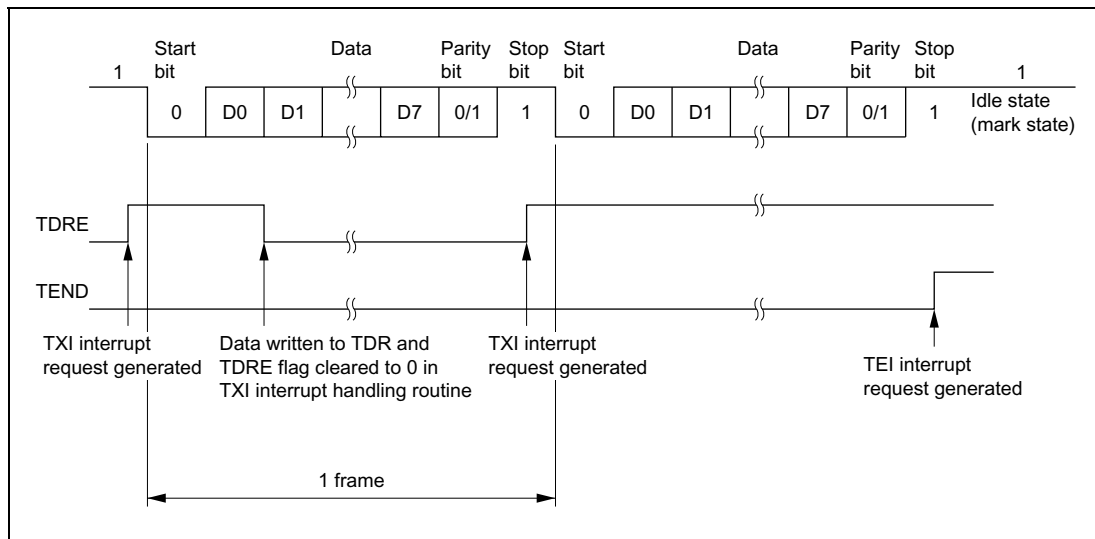 Start bit Data Parity bit Stop bit Start bit Data Parity bit Stop bit
1 1
0 D0 D1 D7 0/1 1 0 D0 D1 D7 0/1 1 Idle state (mark state)
TDRE
TEND
TXI interrupt
request generated
Data written to TDR and
TDRE flag cleared to 0 in
TXI interrupt handling routine
TXI interrupt
request generated
TEI interrupt
request generated
1 frame